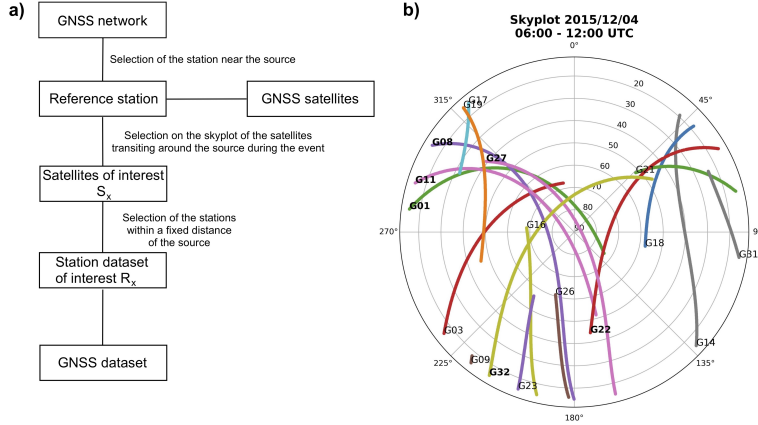 a)
GNSS network
Selection of the station near the source
Reference station
GNSS satellites
Selection on the skyplot of the satellites
transiting around the source during the event
Satellites of interest
Sx
Selection of the stations
within a fixed distance
of the source
Station dataset
of interest Rx
GNSS dataset
b)
Skyplot 2015/12/04
06:00 - 12:00 UTC
0°
45°
9
135°
180°
225°
270°
315°
20
30
40
50
60
70
80
90
G17
G19
G08
G27
G11
G01
G21
G16
G18
G31
G26
G03
G22
G14
G09
G32
G23